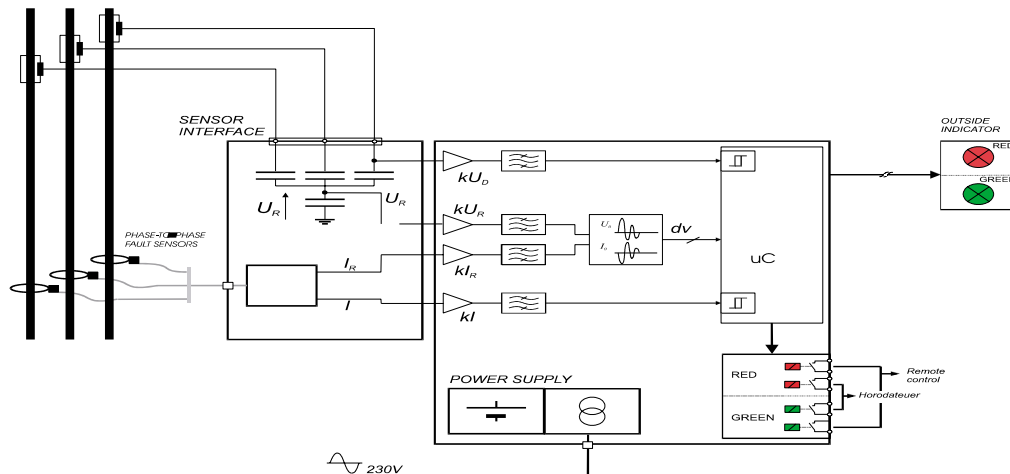 SENSOR
INTERFACE
OUTSIDE
INDICATOR
RED
GREEN
kU_D
U_R
U_R
kU_R
U_o
I_o
dv
uC
PHASE-TO-PHASE
FAULT SENSORS
I_R
kI_R
I
kI
POWER SUPPLY
RED
GREEN
Remote
control
Horodateuer
230V